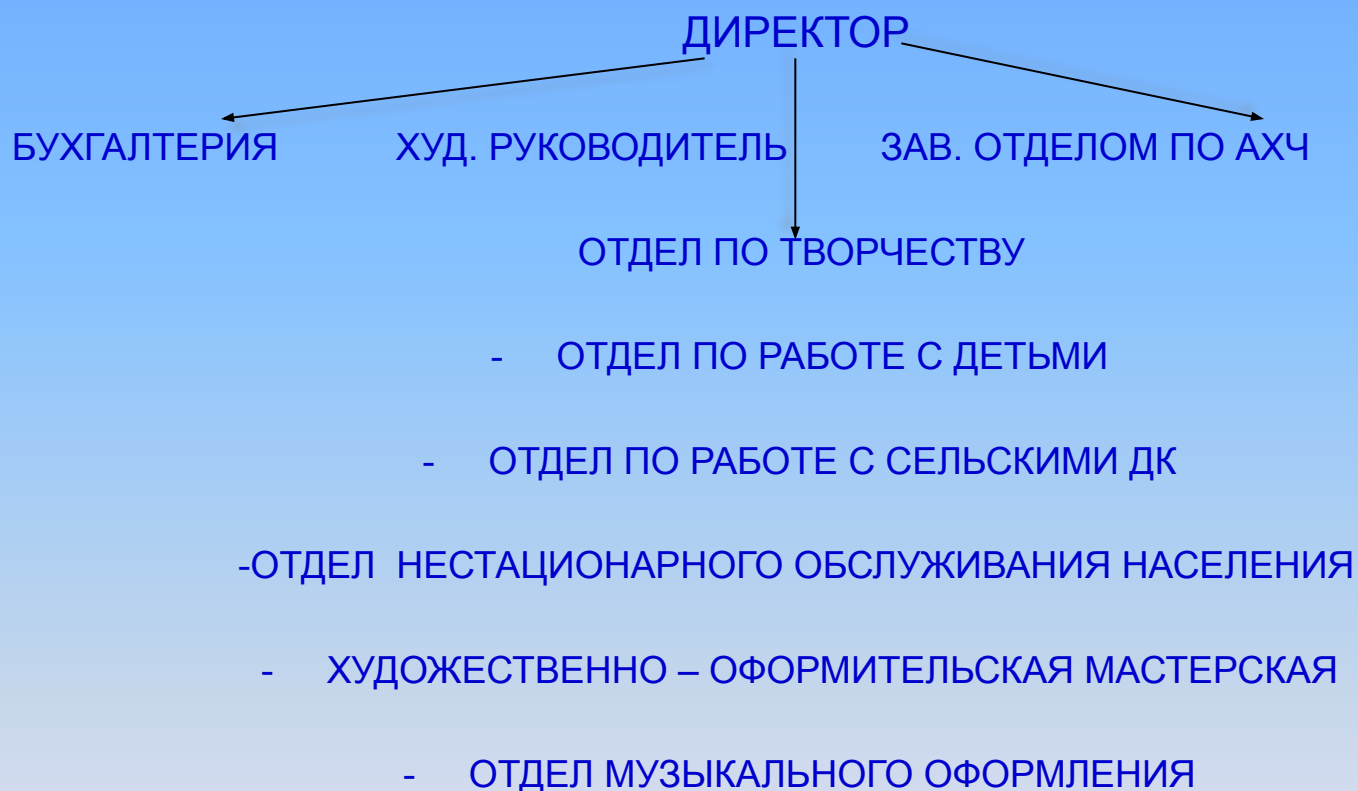 ДИРЕКТОР
БУХГАЛТЕРИЯ ХУД. РУКОВОДИТЕЛЬ ЗАВ. ОТДЕЛОМ ПО АХЧ
ОТДЕЛ ПО ТВОРЧЕСТВУ
- ОТДЕЛ ПО РАБОТЕ С ДЕТЬМИ
- ОТДЕЛ ПО РАБОТЕ С СЕЛЬСКИМИ ДК
-ОТДЕЛ НЕСТАЦИОНАРНОГО ОБСЛУЖИВАНИЯ НАСЕЛЕНИЯ
- ХУДОЖЕСТВЕННО – ОФОРМИТЕЛЬСКАЯ МАСТЕРСКАЯ
- ОТДЕЛ МУЗЫКАЛЬНОГО ОФОРМЛЕНИЯ